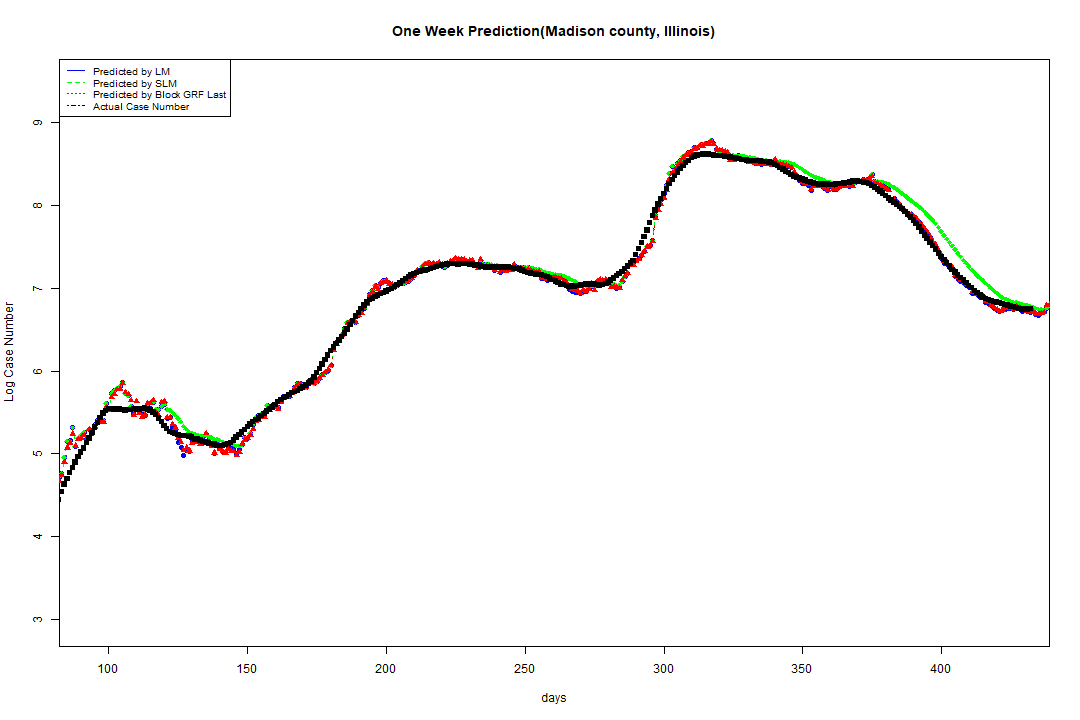 One Week Prediction(Madison county, Illinois)
Predicted by LM
Predicted by SLM
Predicted by Block GRF Last
Actual Case Number
9
8
7
6
5
4
3
Log Case Number
100 150 200 250 300 350 400
days